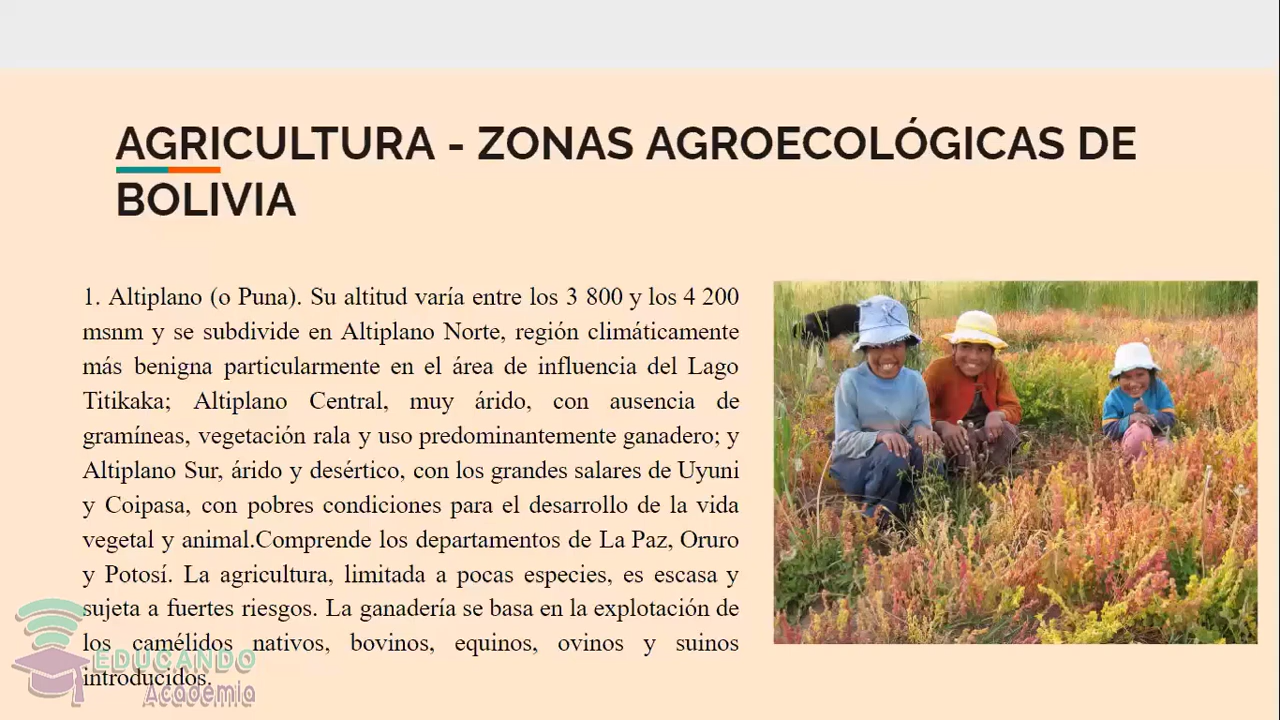 AGRICULTURA - ZONAS AGROECOLÓGICAS DE
BOLIVIA
1. Altiplano (o Puna). Su altitud varía entre los 3 800 y los 4 200
msnm y se subdivide en Altiplano Norte, región climáticamente
más benigna particularmente en el área de influencia del Lago
Titikaka; Altiplano Central, muy árido, con ausencia de
gramíneas, vegetación rala y uso predominantemente ganadero; y
Altiplano Sur, árido y desértico, con los grandes salares de Uyuni
y Coipasa, con pobres condiciones para el desarrollo de la vida
vegetal y animal.Comprende los departamentos de La Paz, Oruro
y Potosí. La agricultura, limitada a pocas especies, es escasa y
sujeta a fuertes riesgos. La ganadería se basa en la explotación de
los camélidos nativos, bovinos, equinos, ovinos y suinos
introducidos.
EDUCANDO
Academia